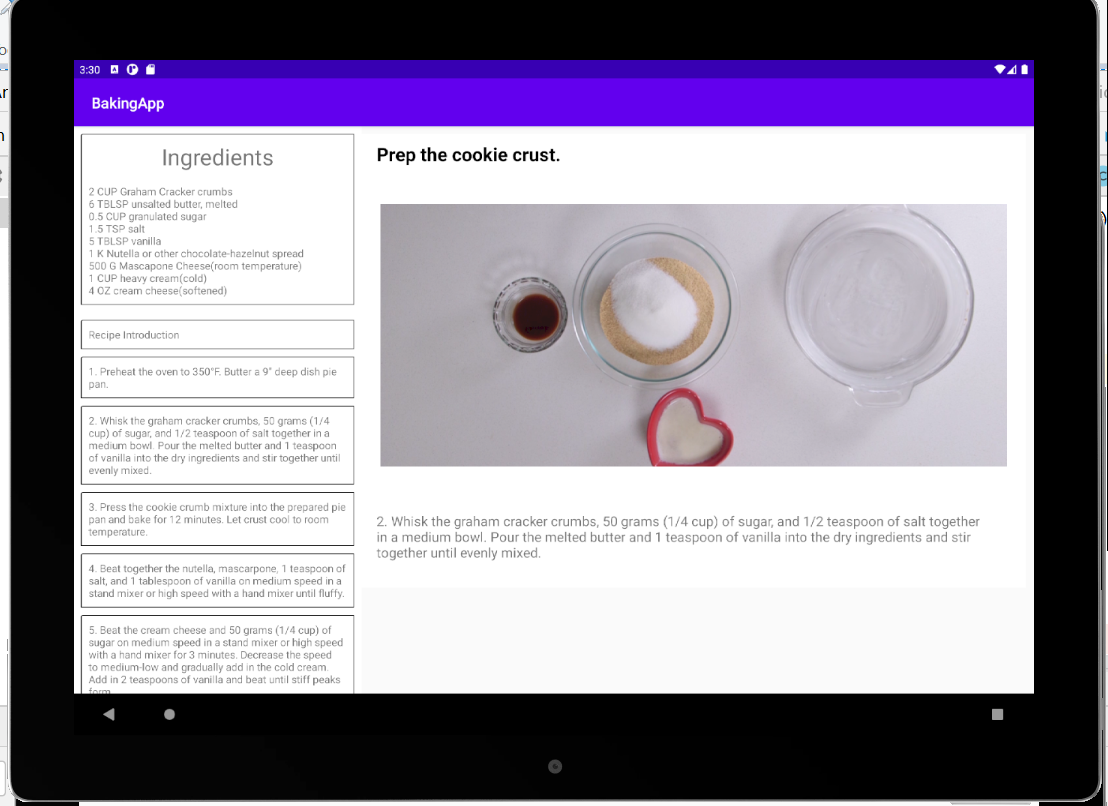 3:30
BakingApp
Ingredients
2 CUP Graham Cracker crumbs
6 TBLSP unsalted butter, melted
0.5 CUP granulated sugar
1.5 TSP salt
5 TBLSP vanilla
1 K Nutella or other chocolate-hazelnut spread
500 G Mascapone Cheese(room temperature)
1 CUP heavy cream(cold)
4 OZ cream cheese(softened)
Recipe Introduction
1. Preheat the oven to 350°F. Butter a 9" deep dish pie
pan.
2. Whisk the graham cracker crumbs, 50 grams (1/4
cup) of sugar, and 1/2 teaspoon of salt together in a
medium bowl. Pour the melted butter and 1 teaspoon
of vanilla into the dry ingredients and stir together until
evenly mixed.
3. Press the cookie crumb mixture into the prepared pie
pan and bake for 12 minutes. Let crust cool to room
temperature.
4. Beat together the nutella, mascarpone, 1 teaspoon of
salt, and 1 tablespoon of vanilla on medium speed in a
stand mixer or high speed with a hand mixer until fluffy.
5. Beat the cream cheese and 50 grams (1/4 cup) of
sugar on medium speed in a stand mixer or high speed
with a hand mixer for 3 minutes. Decrease the speed
to medium-low and gradually add in the cold cream.
Add in 2 teaspoons of vanilla and beat until stiff peaks
form.
Prep the cookie crust.
2. Whisk the graham cracker crumbs, 50 grams (1/4 cup) of sugar, and 1/2 teaspoon of salt together
in a medium bowl. Pour the melted butter and 1 teaspoon of vanilla into the dry ingredients and stir
together until evenly mixed.